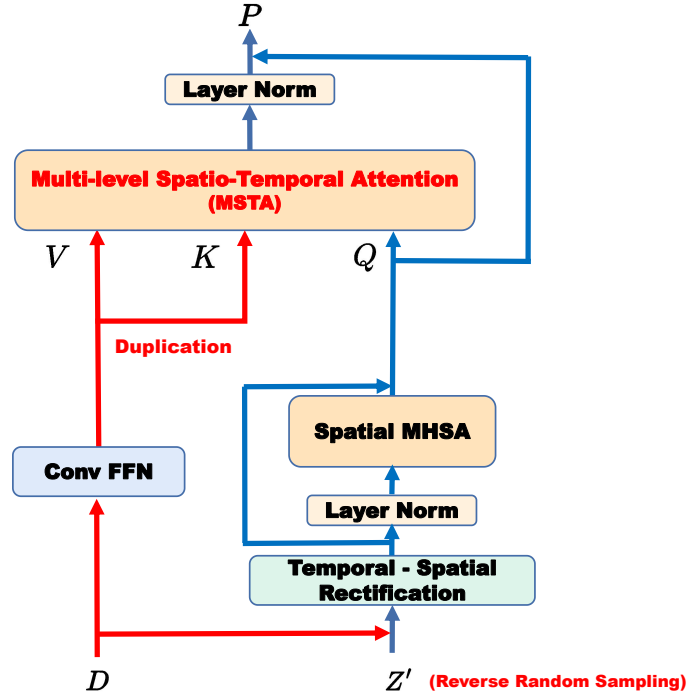 P
Layer Norm
Multi-level Spatio-Temporal Attention
(MSTA)
V K Q
Duplication
Spatial MHSA
Conv FFN
Layer Norm
Temporal - Spatial
Rectification
D Z′ (Reverse Random Sampling)